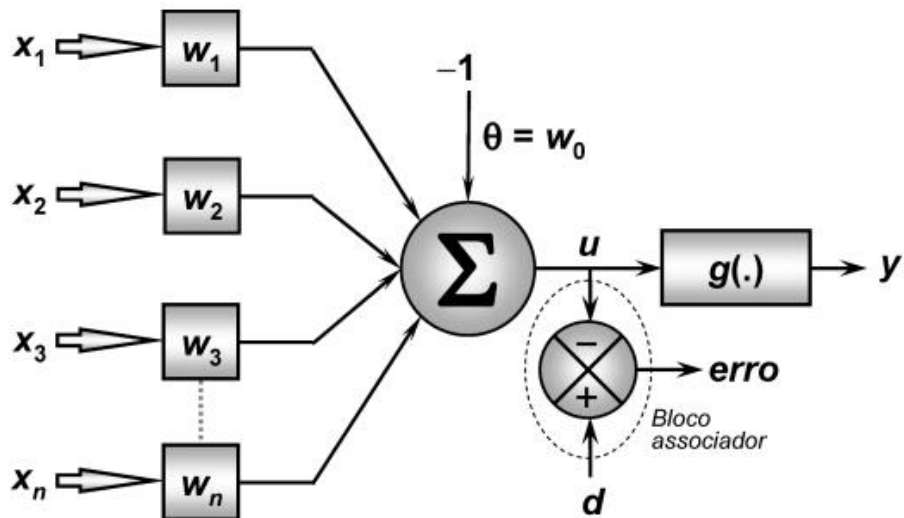 x₁ w₁
−1
θ = w₀
x₂ w₂
Σ
u
g(.)
y
x₃ w₃
−
+
erro
Bloco
associador
xₙ wₙ
d